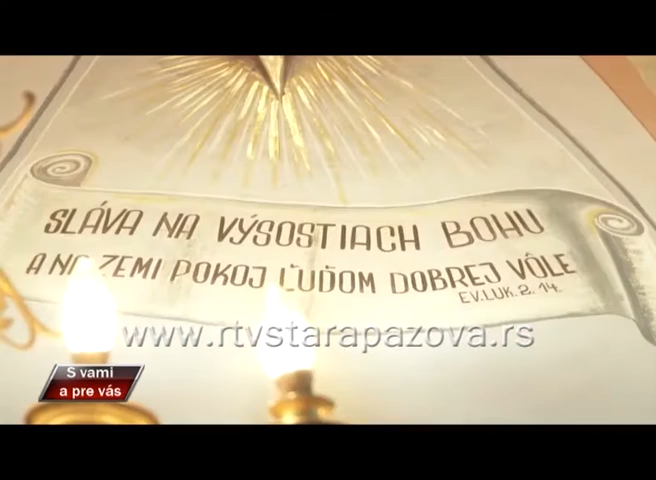 SLÁVA NA VÝSOSTIACH BOHU
A NA ZEMI POKOJ ĽUĎOM DOBREJ VÔLE
EV.LUK. 2. 14.
www.rtvstarapazova.rs
S vami
a pre vás